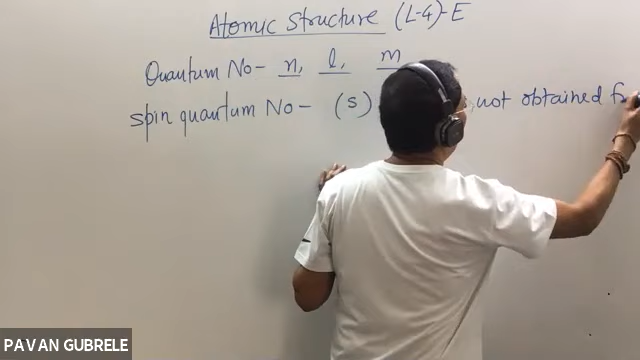 Atomic Structure (L-4)-E
Quantum No- n, l, m
spin quantum No- (s) not obtained
PAVAN GUBRELE